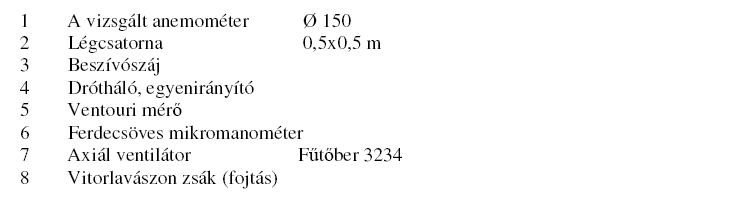 1 A vizsgált anemométer Ø 150
2 Légcsatorna 0,5x0,5 m
3 Beszívószáj
4 Drótháló, egyenirányító
5 Ventouri mérő
6 Ferdecsöves mikromanométer
7 Axiál ventilátor Fűtőber 3234
8 Vitorlavászon zsák (fojtás)